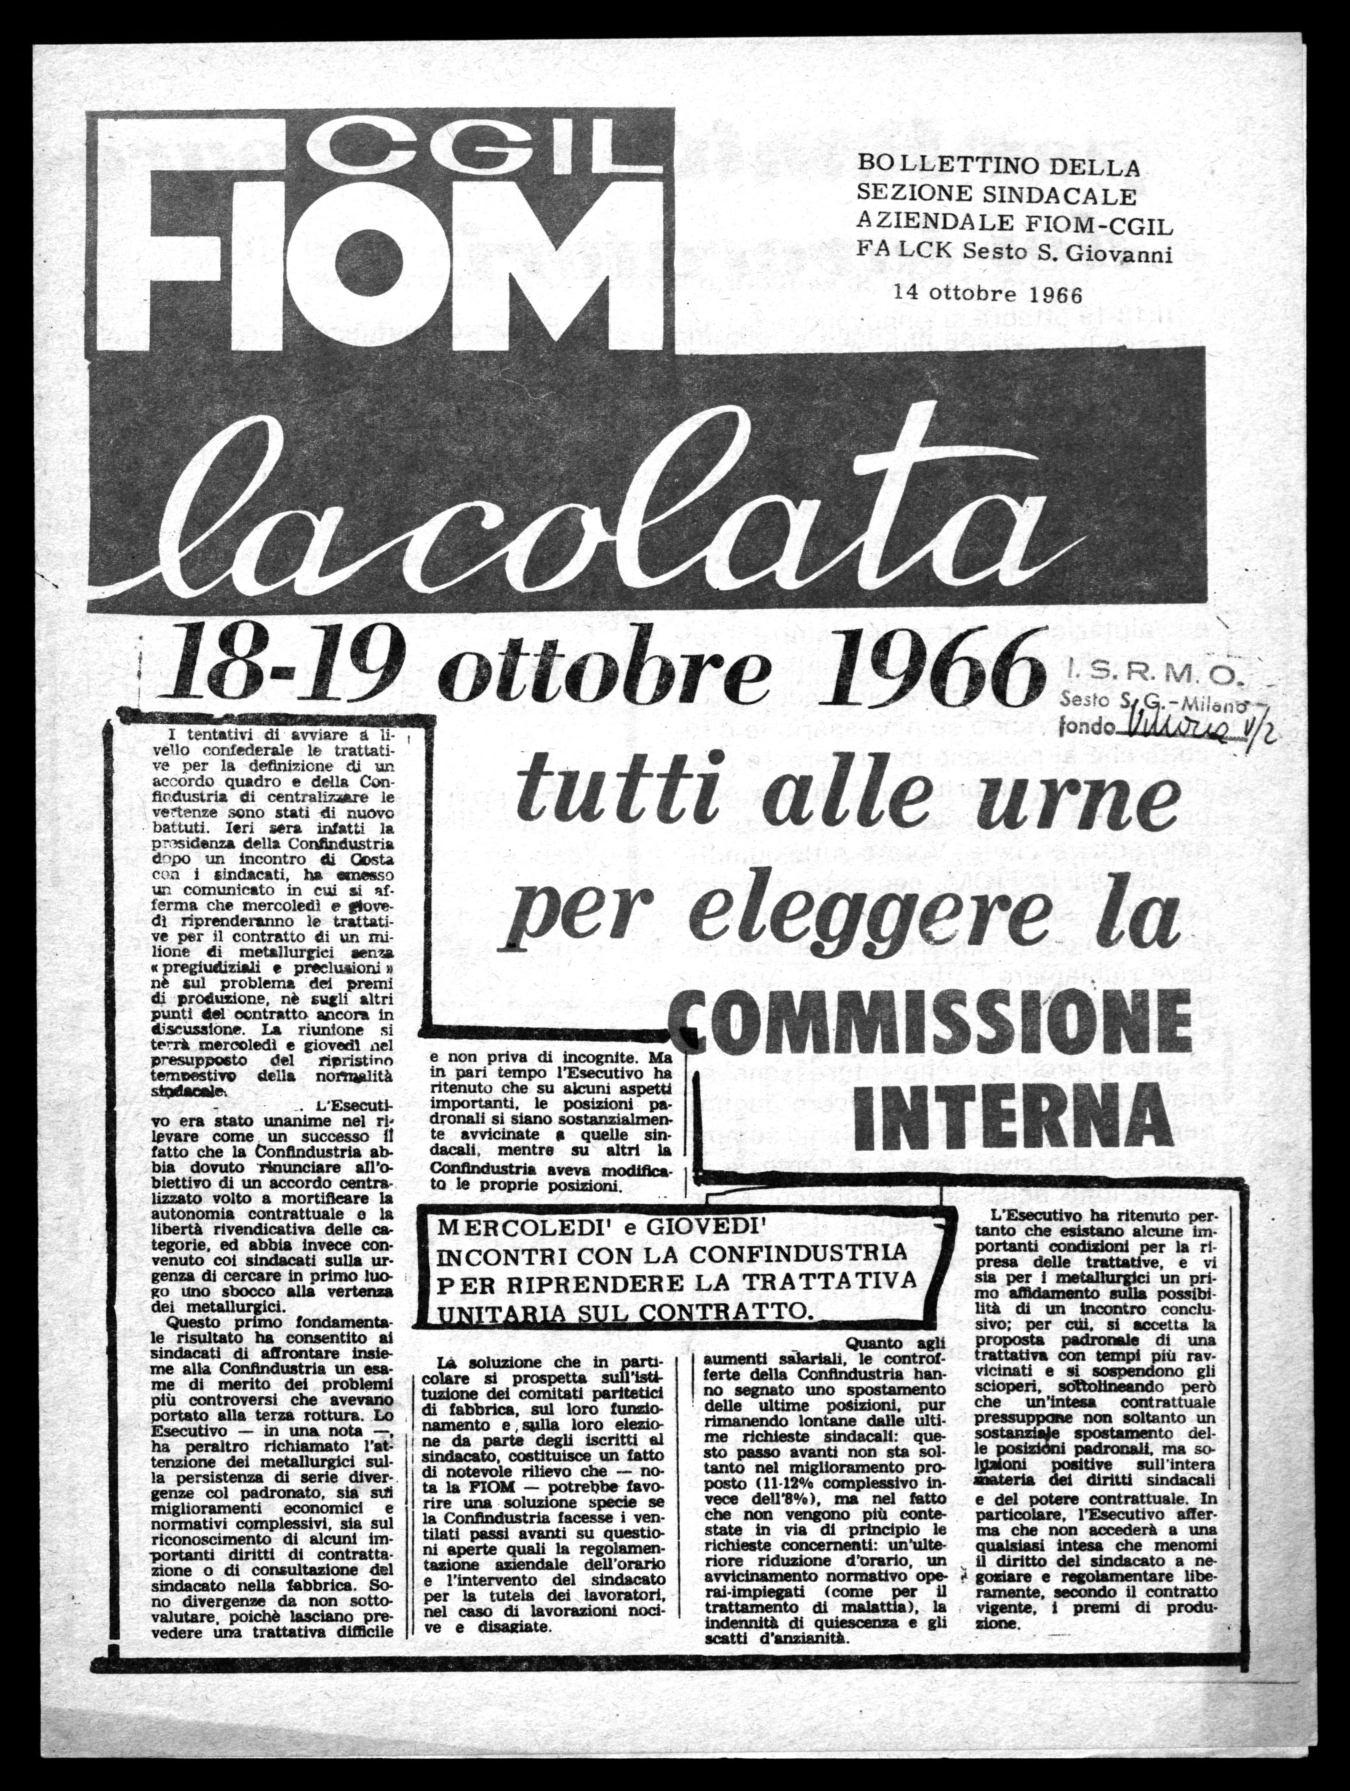 CGIL
FIOM
BOLLETTINO DELLA
SEZIONE SINDACALE
AZIENDALE FIOM-CGIL
FALCK Sesto S. Giovanni
14 ottobre 1966
la colata
18-19 ottobre 1966
I. S. R. M. O.
Sesto S. G. - Milano
fondo V/2
tutti alle urne
per eleggere la
COMMISSIONE
INTERNA
I tentativi di avviare a li-
vello confederale le trattati-
ve per la definizione di un
accordo quadro e della Con-
findustria di centralizzare le
vertenze sono stati di nuovo
battuti. Ieri sera infatti la
presidenza della Confindustria
dopo un incontro di Costa
con i sindacati, ha emesso
un comunicato in cui si af-
ferma che mercoledì e giove-
dì riprenderanno le trattati-
ve per il contratto di un mi-
lione di metallurgici senza
« pregiudiziali e preclusioni »
nè sul problema dei premi
di produzione, nè sugli altri
punti del contratto ancora in
discussione. La riunione si
terrà mercoledì e giovedì nel
presupposto del ripristino
tempestivo della normalità
sindacale.
L'Esecuti-
vo era stato unanime nel ri-
levare come un successo il
fatto che la Confindustria ab-
bia dovuto rinunciare all'o-
biettivo di un accordo centra-
lizzato volto a mortificare la
autonomia contrattuale e la
libertà rivendicativa delle ca-
tegorie, ed abbia invece con-
venuto coi sindacati sulla ur-
genza di cercare in primo luo-
go uno sbocco alla vertenza
dei metallurgici.
Questo primo fondamenta-
le risultato ha consentito ai
sindacati di affrontare insie-
me alla Confindustria un esa-
me di merito dei problemi
più controversi che avevano
portato alla terza rottura. Lo
Esecutivo — in una nota —,
ha peraltro richiamato l'at-
tenzione dei metallurgici sul-
la persistenza di serie diver-
genze col padronato, sia sui
miglioramenti economici e
normativi complessivi, sia sul
riconoscimento di alcuni im-
portanti diritti di contratta-
zione o di consultazione del
sindacato nella fabbrica. So-
no divergenze da non sotto-
valutare, poichè lasciano pre-
vedere una trattativa difficile
e non priva di incognite. Ma
in pari tempo l'Esecutivo ha
ritenuto che su alcuni aspetti
importanti, le posizioni pa-
dronali si siano sostanzialmen-
te avvicinate a quelle sin-
dacali, mentre su altri la
Confindustria aveva modifica-
to le proprie posizioni.
MERCOLEDI' e GIOVEDI'
INCONTRI CON LA CONFINDUSTRIA
PER RIPRENDERE LA TRATTATIVA
UNITARIA SUL CONTRATTO.
La soluzione che in parti-
colare si prospetta sull'isti-
tuzione dei comitati paritetici
di fabbrica, sul loro funzio-
namento e sulla loro elezio-
ne da parte degli iscritti al
sindacato, costituisce un fatto
di notevole rilievo che — no-
ta la FIOM — potrebbe favo-
rire una soluzione specie se
la Confindustria facesse i ven-
tilati passi avanti su questio-
ni aperte quali la regolamen-
tazione aziendale dell'orario
e l'intervento del sindacato
per la tutela dei lavoratori,
nel caso di lavorazioni noci-
ve e disagiate.
Quanto agli
aumenti salariali, le controf-
ferte della Confindustria han-
no segnato uno spostamento
delle ultime posizioni, pur
rimanendo lontane dalle ulti-
me richieste sindacali: que-
sto passo avanti non sta sol-
tanto nel miglioramento pro-
posto (11-12% complessivo in-
vece dell'8%), ma nel fatto
che non vengono più conte-
state in via di principio le
richieste concernenti: un'ulte-
riore riduzione d'orario, un
avvicinamento normativo ope-
rai-impiegati (come per il
trattamento di malattia), la
indennità di quiescenza e gli
scatti d'anzianità.
L'Esecutivo ha ritenuto per-
tanto che esistano alcune im-
portanti condizioni per la ri-
presa delle trattative, e vi
sia per i metallurgici un pri-
mo affidamento sulla possibi-
lità di un incontro conclu-
sivo; per cui, si accetta la
proposta padronale di una
trattativa con tempi più rav-
vicinati e si sospendono gli
scioperi, sottolineando però
che un'intesa contrattuale
pressuppone non soltanto un
sostanziale spostamento del-
le posizioni padronali, ma so-
luzioni positive sull'intera
materia dei diritti sindacali
e del potere contrattuale. In
particolare, l'Esecutivo affer-
ma che non accederà a una
qualsiasi intesa che menomi
il diritto del sindacato a ne-
goziare e regolamentare libe-
ramente, secondo il contratto
vigente, i premi di produ-
zione.